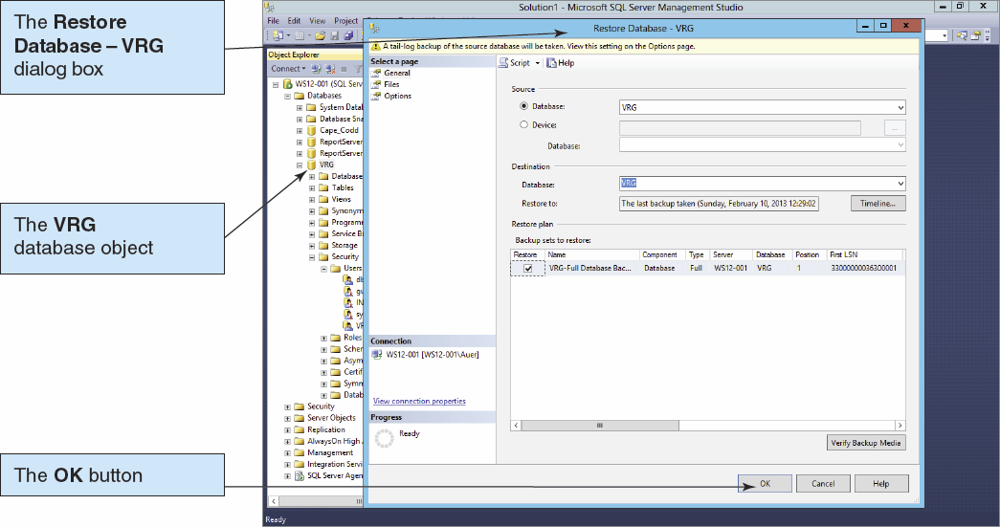 The Restore
Database – VRG
dialog box
The VRG
database object
The OK button
Solution1 - Microsoft SQL Server Management Studio
File Edit View Project
Object Explorer
Connect
WS12-001 (SQL Serv
Databases
System Datal
Database Sna
Cape_Codd
ReportServer
ReportServer
VRG
Database
Tables
Views
Synonym
Programr
Service Br
Storage
Security
Users
db
gu
IN
sy
VR
Roles
Scher
Asym
Certif
Symm
Datab
Security
Server Objects
Replication
AlwaysOn High A
Management
Integration Servi
SQL Server Agen
Ready
Restore Database - VRG
A tail-log backup of the source database will be taken. View this setting on the Options page.
Select a page
General
Files
Options
Connection
WS12-001 [WS12-001\Auer]
View connection properties
Progress
Ready
Script Help
Source
Database: VRG
Device: ...
Database:
Destination
Database: VRG
Restore to: The last backup taken (Sunday, February 10, 2013 12:29:02 Timeline...
Restore plan
Backup sets to restore:
Restore Name Component Type Server Database Position First LSN
VRG-Full Database Bac... Database Full WS12-001 VRG 1 33000000036300001
Verify Backup Media
OK Cancel Help